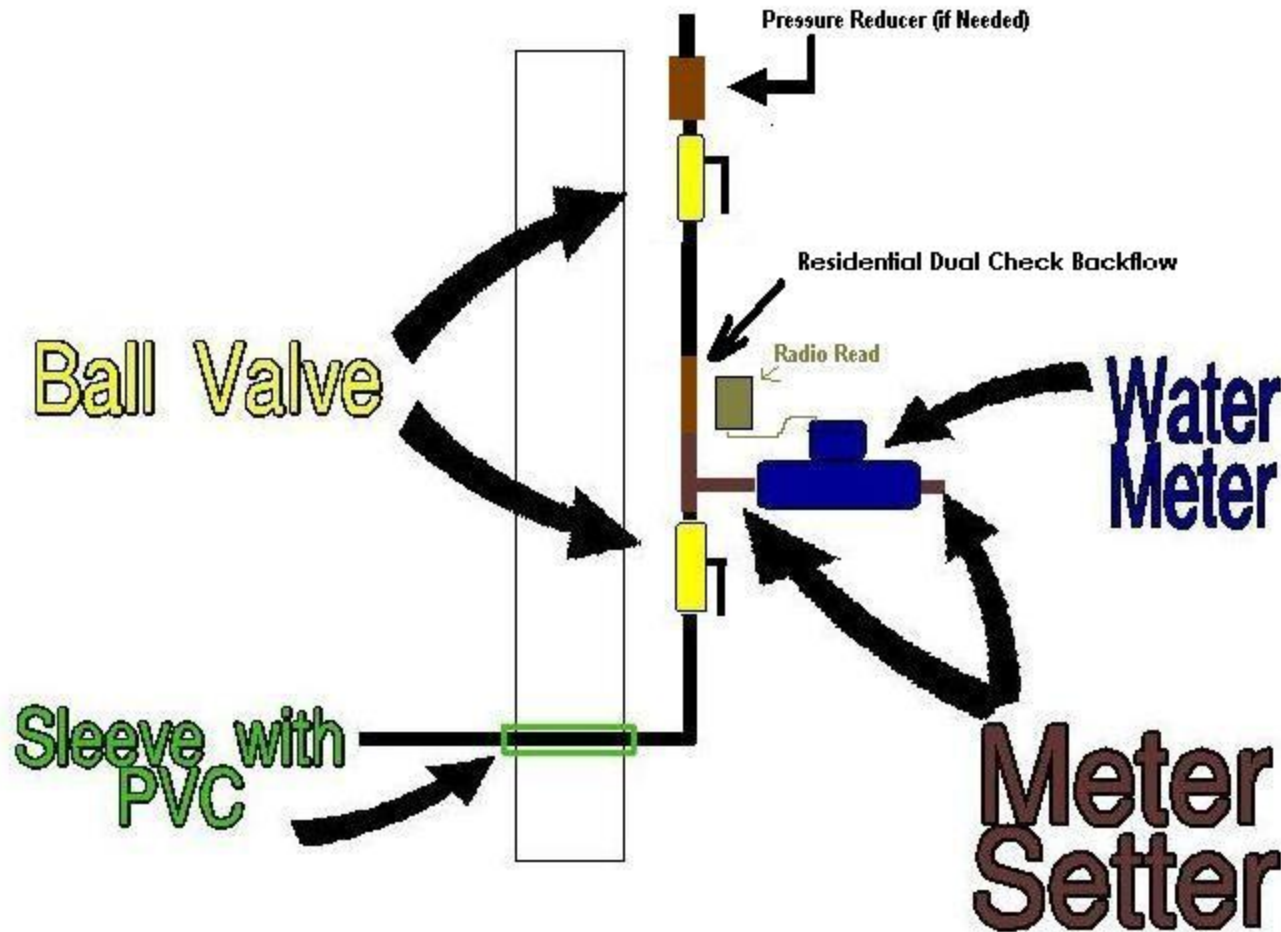 Pressure Reducer (if Needed)
Residential Dual Check Backflow
Radio Read
Ball Valve
Water
Meter
Sleeve with
PVC
Meter
Setter